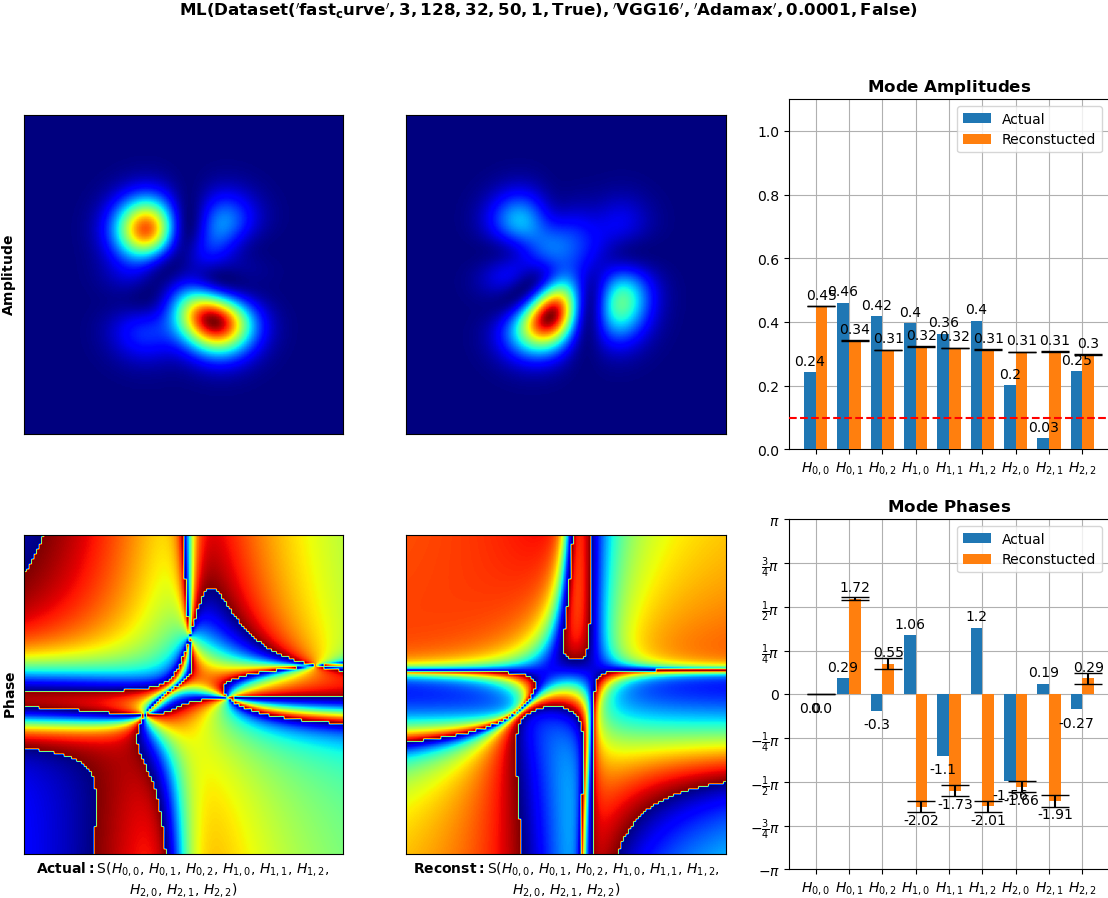 ML(Dataset('fast_curve', 3, 128, 32, 50, 1, True), 'VGG16', 'Adamax', 0.0001, False)
Amplitude
Mode Amplitudes
Actual
Reconstucted
1.0
0.8
0.6
0.4
0.2
0.0
0.24 0.45 0.46 0.34 0.42 0.31 0.4 0.32 0.36 0.32 0.4 0.31 0.2 0.31 0.03 0.31 0.25 0.3
H0,0 H0,1 H0,2 H1,0 H1,1 H1,2 H2,0 H2,1 H2,2
Phase
Actual: S(H0,0, H0,1, H0,2, H1,0, H1,1, H1,2,
H2,0, H2,1, H2,2)
Reconst: S(H0,0, H0,1, H0,2, H1,0, H1,1, H1,2,
H2,0, H2,1, H2,2)
Mode Phases
Actual
Reconstucted
π
3/4π
1/2π
1/4π
0
−1/4π
−1/2π
−3/4π
−π
0.0 0.0 0.29 1.72 -0.3 0.55 1.06 -2.02 -1.1 -1.73 1.2 -2.01 -1.56 -1.66 0.19 -1.91 -0.27 0.29
H0,0 H0,1 H0,2 H1,0 H1,1 H1,2 H2,0 H2,1 H2,2